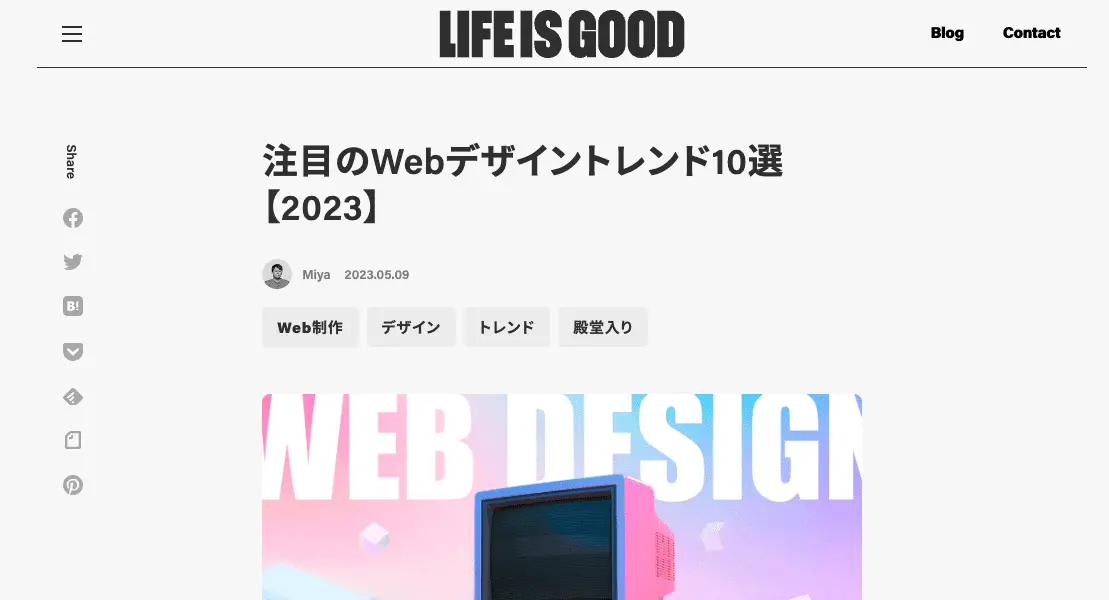 LIFE IS GOOD
Blog
Contact
Share
注目のWebデザイントレンド10選
【2023】
Miya 2023.05.09
Web制作
デザイン
トレンド
殿堂入り
B!
WEB DESIGN